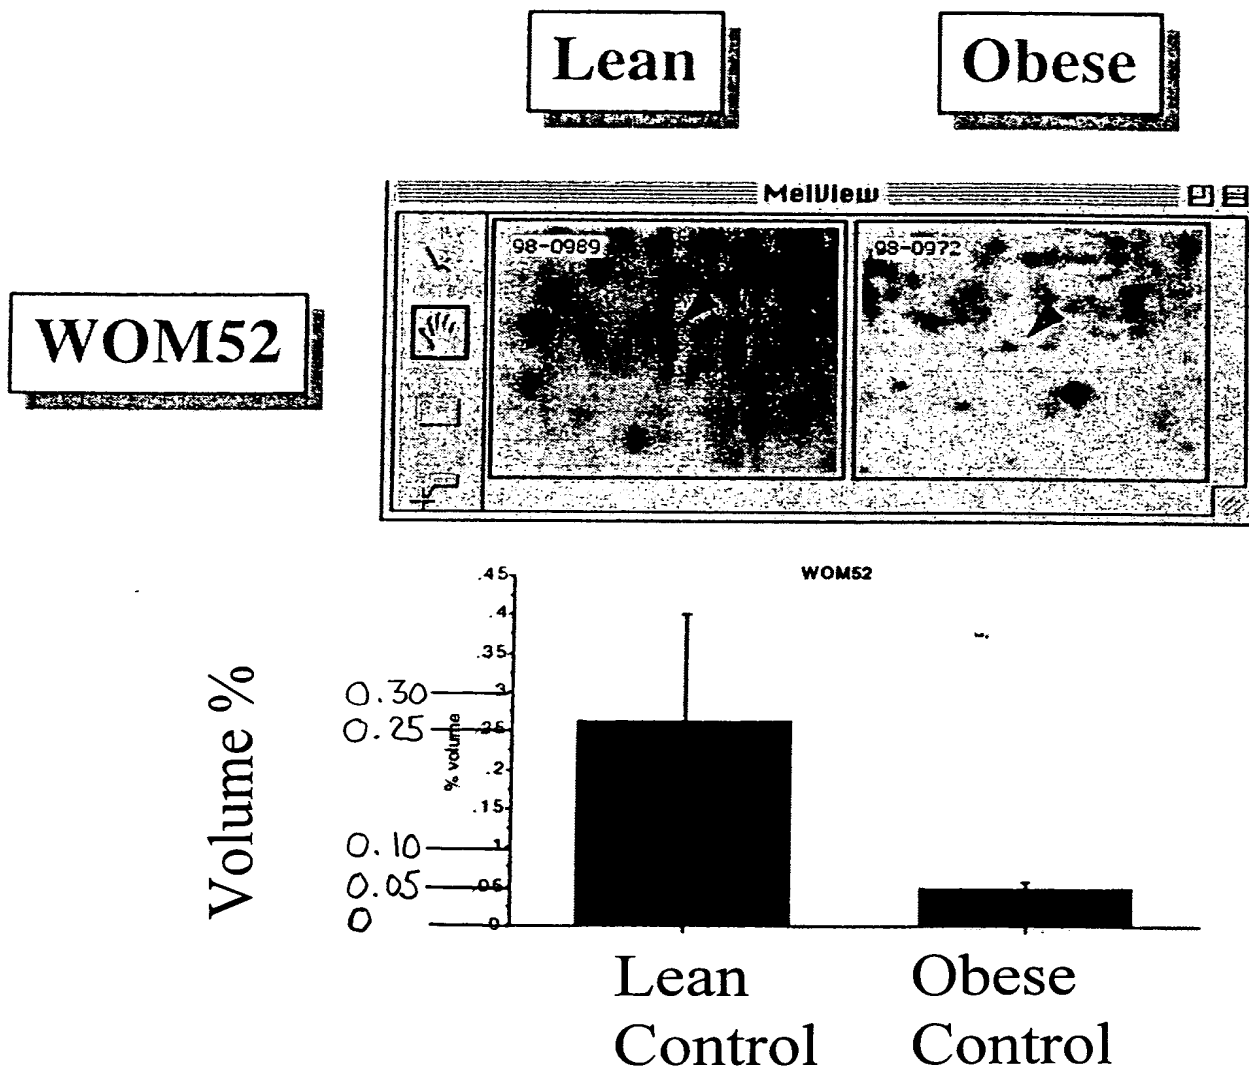 Lean
Obese
MelView
98-0989
98-0972
WOM52
WOM52
Volume %
% volume
.45
.4
.35
.3
.25
.2
.15
.1
.05
0
0.30
0.25
0.10
0.05
0
Lean
Control
Obese
Control